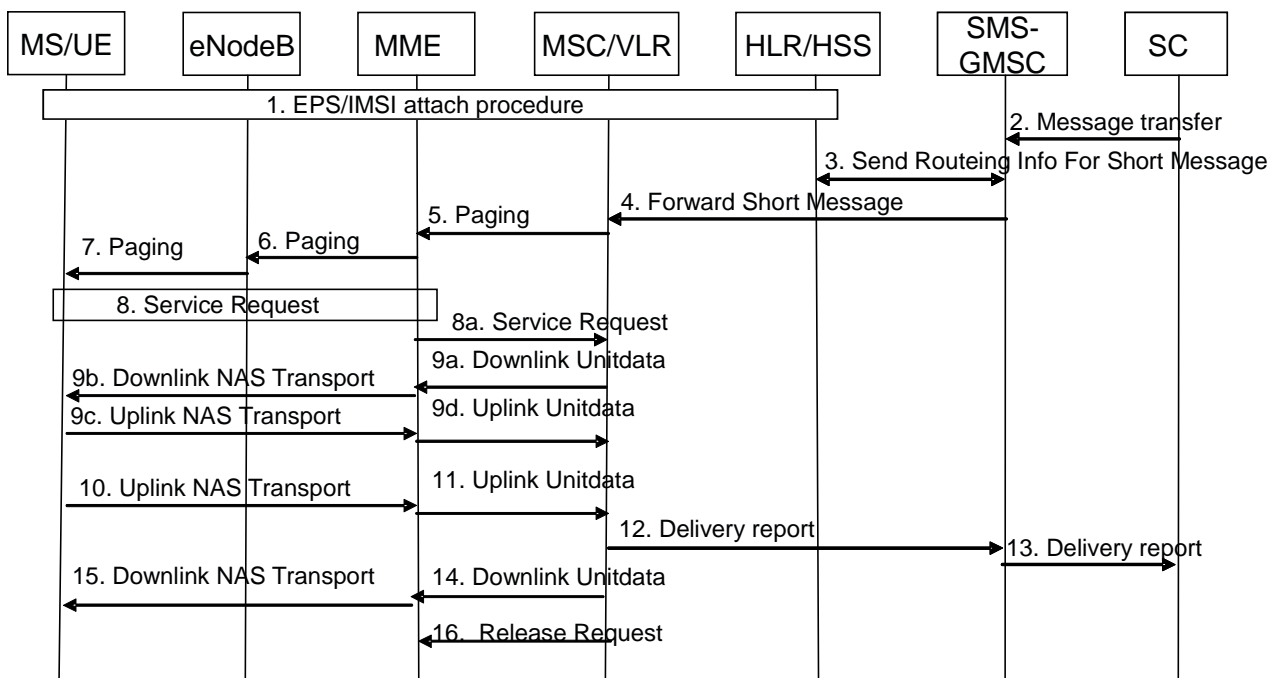 MS/UE
eNodeB
MME
MSC/VLR
HLR/HSS
SMS-
GMSC
SC
1. EPS/IMSI attach procedure
2. Message transfer
3. Send Routeing Info For Short Message
4. Forward Short Message
5. Paging
6. Paging
7. Paging
8. Service Request
8a. Service Request
9a. Downlink Unitdata
9b. Downlink NAS Transport
9c. Uplink NAS Transport
9d. Uplink Unitdata
10. Uplink NAS Transport
11. Uplink Unitdata
12. Delivery report
13. Delivery report
14. Downlink Unitdata
15. Downlink NAS Transport
16. Release Request